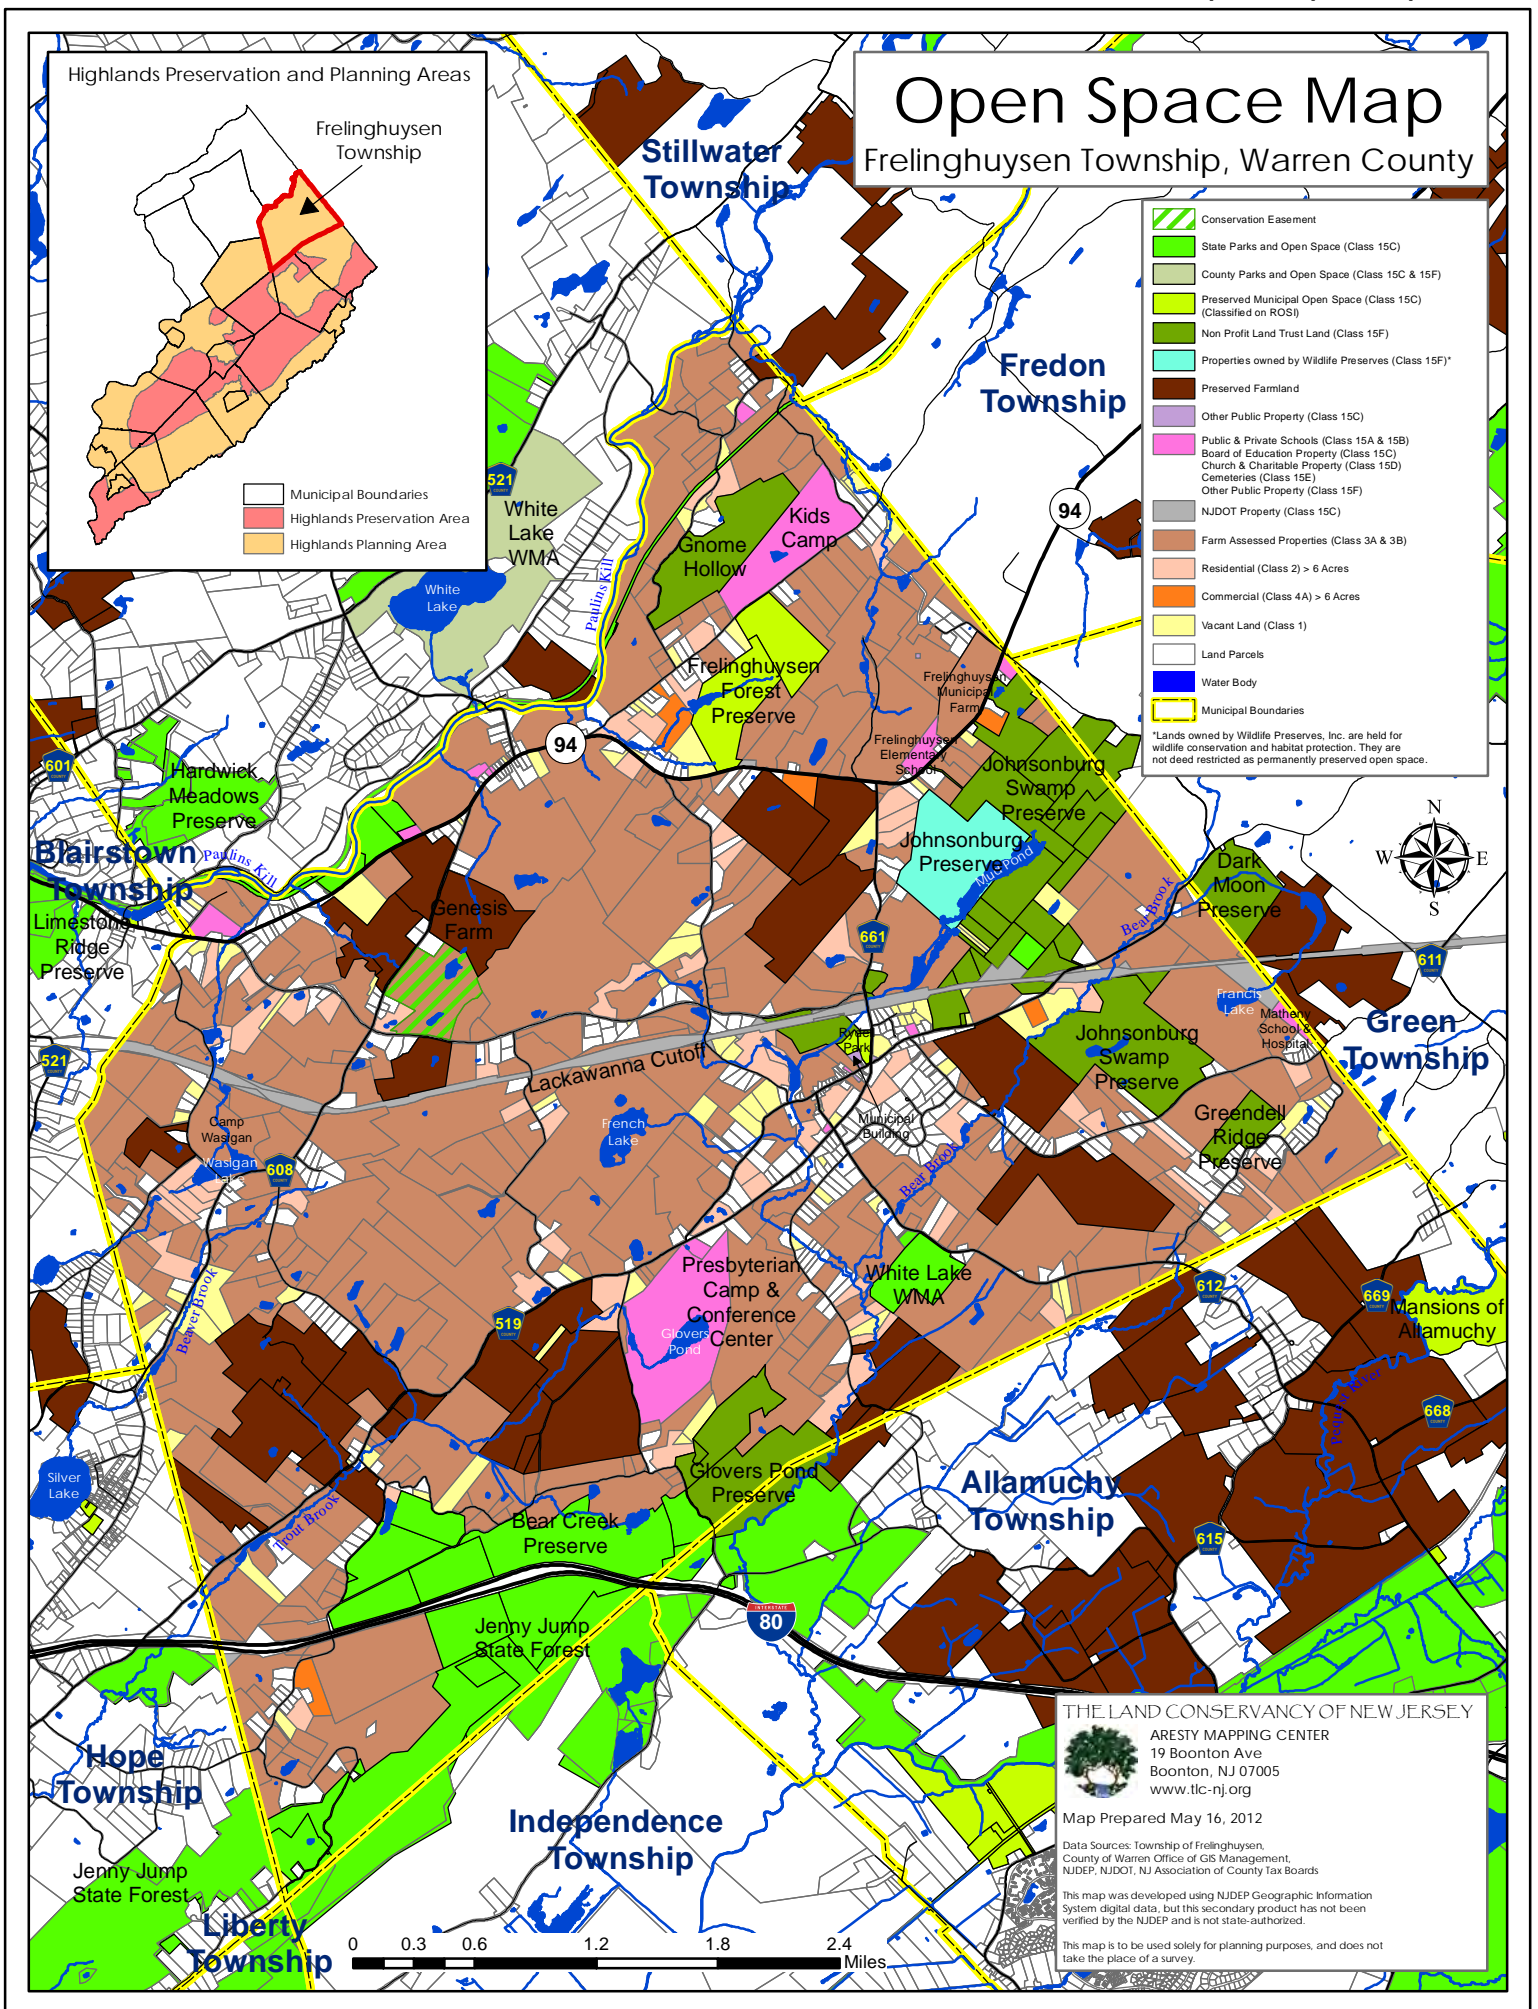 Highlands Preservation and Planning Areas
Frelinghuysen
Township
Municipal Boundaries
Highlands Preservation Area
Highlands Planning Area
Open Space Map
Frelinghuysen Township, Warren County
Conservation Easement
State Parks and Open Space (Class 15C)
County Parks and Open Space (Class 15C & 15F)
Preserved Municipal Open Space (Class 15C)
(Classified on ROSI)
Non Profit Land Trust Land (Class 15F)
Properties owned by Wildlife Preserves (Class 15F)*
Preserved Farmland
Other Public Property (Class 15C)
Public & Private Schools (Class 15A & 15B)
Board of Education Property (Class 15C)
Church & Charitable Property (Class 15D)
Cemeteries (Class 15E)
Other Public Property (Class 15F)
NJDOT Property (Class 15C)
Farm Assessed Properties (Class 3A & 3B)
Residential (Class 2) > 6 Acres
Commercial (Class 4A) > 6 Acres
Vacant Land (Class 1)
Land Parcels
Water Body
Municipal Boundaries
*Lands owned by Wildlife Preserves, Inc. are held for
wildlife conservation and habitat protection. They are
not deed restricted as permanently preserved open space.
N
W
E
S
Stillwater
Township
Fredon
Township
521
COUNTY
White
Lake
WMA
White
Lake
Paulins Kill
Gnome
Hollow
Kids
Camp
94
Frelinghuysen
Forest
Preserve
Frelinghuysen
Municipal
Farm
Frelinghuysen
Elementary
School
94
601
COUNTY
Hardwick
Meadows
Preserve
Johnsonburg
Swamp
Preserve
Johnsonburg
Preserve
Mud Pond
Blairstown
Township
Paulins Kill
Dark
Moon
Preserve
Bear Brook
Limestone
Ridge
Preserve
Genesis
Farm
661
COUNTY
611
COUNTY
Francis
Lake
Matheny
School &
Hospital
Green
Township
521
COUNTY
Ryder
Park
Johnsonburg
Swamp
Preserve
Lackawanna Cutoff
Camp
Wasigan
Wasigan
Lake
608
COUNTY
French
Lake
Municipal
Building
Greendell
Ridge
Preserve
Bear Brook
Beaver Brook
Presbyterian
Camp &
Conference
Center
Glovers
Pond
White Lake
WMA
519
COUNTY
612
COUNTY
669
COUNTY
Mansions of
Allamuchy
Pequest River
668
COUNTY
Silver
Lake
Glovers Pond
Preserve
Allamuchy
Township
Trout Brook
Bear Creek
Preserve
615
COUNTY
INTERSTATE
80
Jenny Jump
State Forest
Hope
Township
Independence
Township
Jenny Jump
State Forest
Liberty
Township
0 0.3 0.6 1.2 1.8 2.4
Miles
THE LAND CONSERVANCY OF NEW JERSEY
ARESTY MAPPING CENTER
19 Boonton Ave
Boonton, NJ 07005
www.tlc-nj.org
Map Prepared May 16, 2012
Data Sources: Township of Frelinghuysen,
County of Warren Office of GIS Management,
NJDEP, NJDOT, NJ Association of County Tax Boards
This map was developed using NJDEP Geographic Information
System digital data, but this secondary product has not been
verified by the NJDEP and is not state-authorized.
This map is to be used solely for planning purposes, and does not
take the place of a survey.